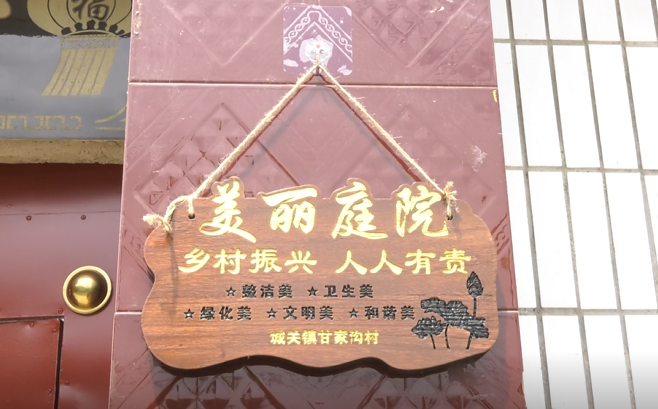 福
美丽庭院
乡村振兴 人人有责
☆整洁美 ★卫生美
☆绿化美 ★文明美 ★和谐美
城关镇甘家沟村